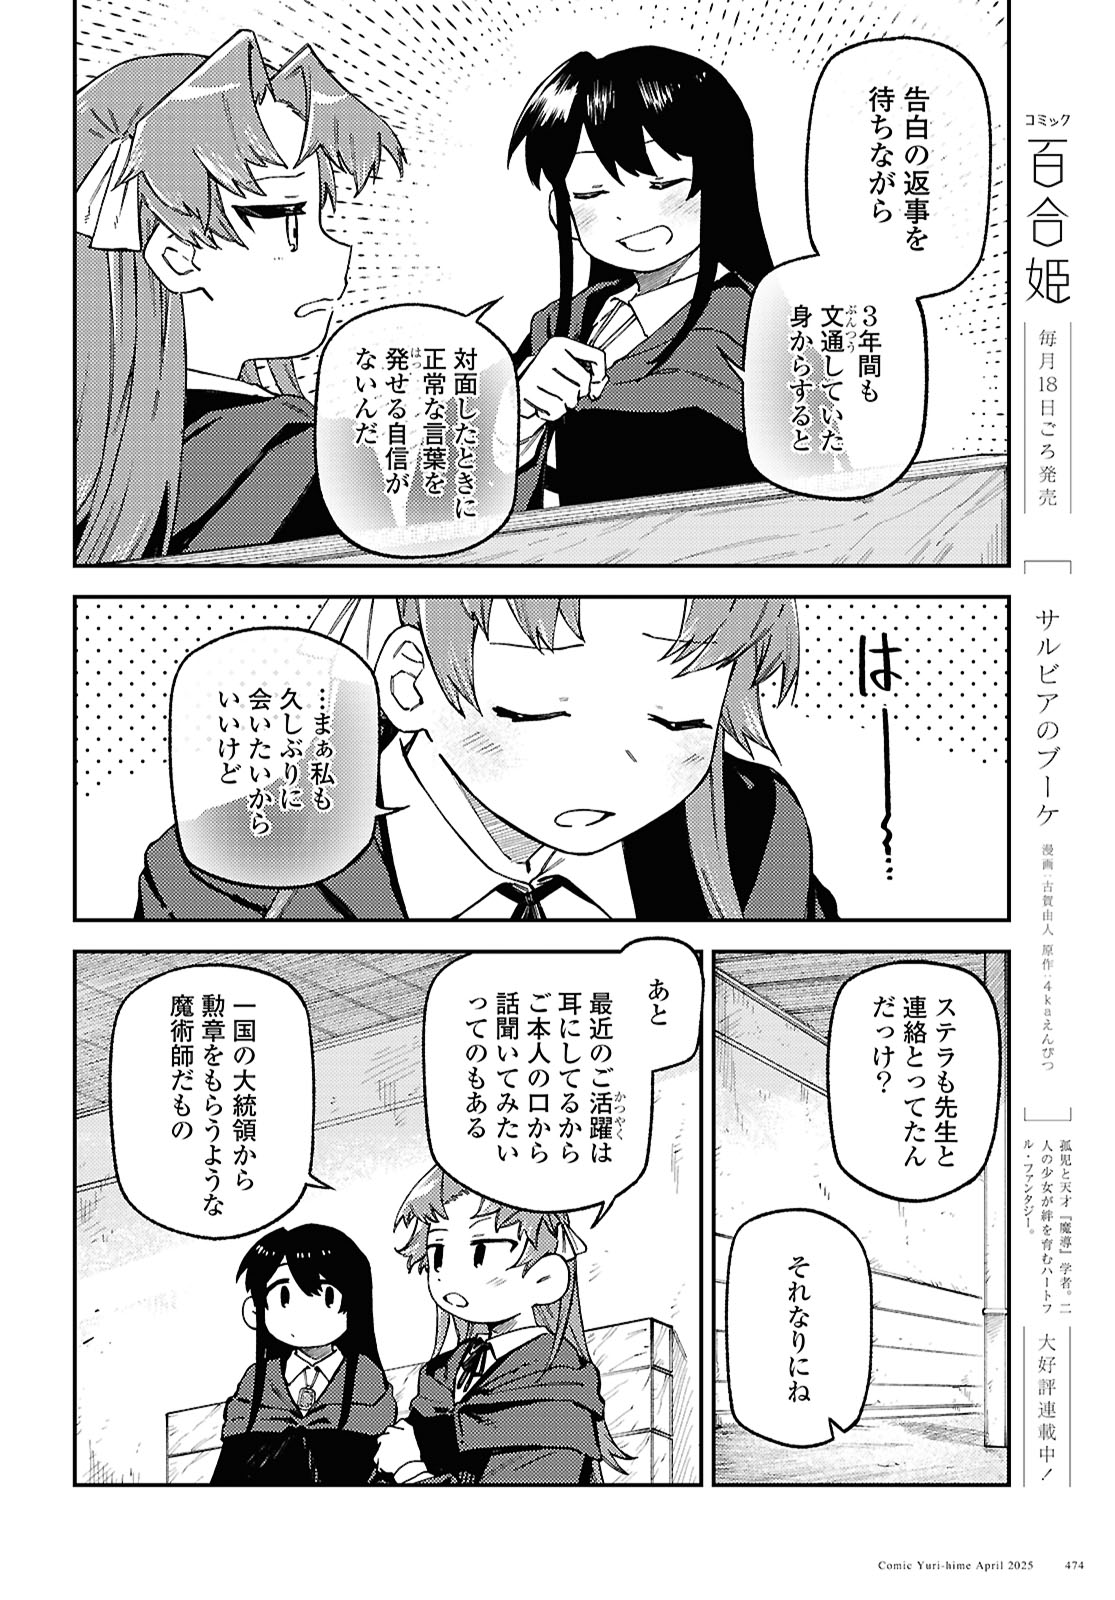 告白の返事を
待ちながら
3年間も
文通していた
ぶんつう
身からすると
対面したときに
正常な言葉を
発せる自信が
はっ
ないんだ
は――…
…まぁ私も
久しぶりに
会いたいから
いいけど
ステラも先生と
連絡とってたん
だっけ?
それなりにね
あと
最近のご活躍は
かつやく
耳にしてるから
ご本人の口から
話聞いてみたい
ってのもある
一国の大統領から
勲章をもらうような
魔術師だもの
コミック
百合姫
毎月18日ごろ発売
サルビアのブーケ
漫画:古賀由人 原作:4kaえんぴつ
孤児と天才『魔導』学者。二
人の少女が絆を育むハートフ
ル・ファンタジー。
大好評連載中!
Comic Yuri-hime April 2025 474